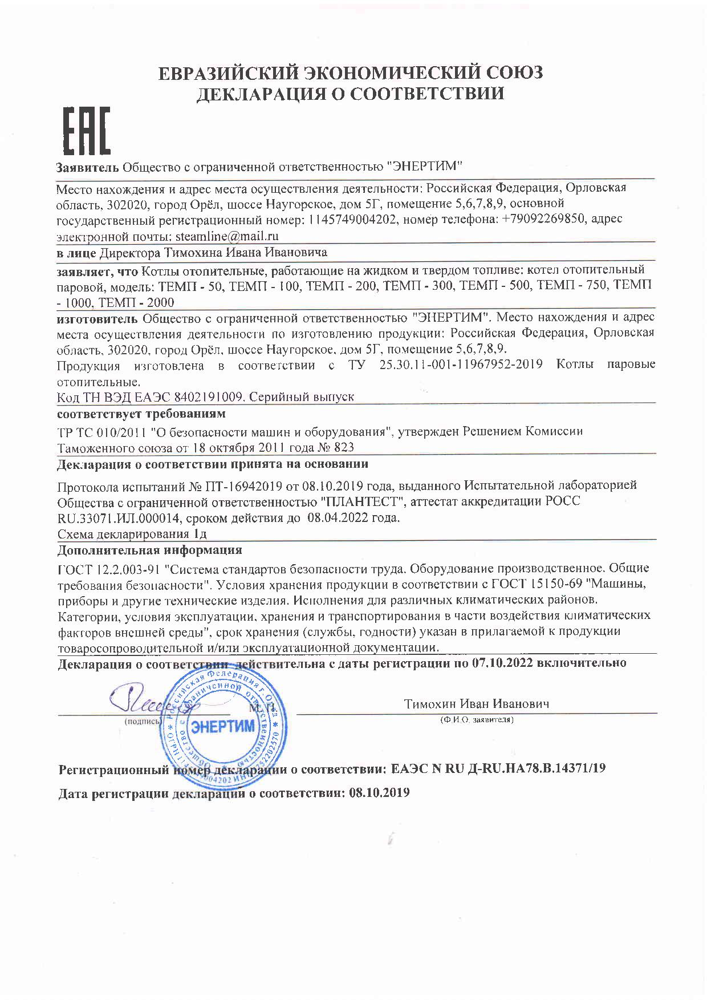 ЕВРАЗИЙСКИЙ ЭКОНОМИЧЕСКИЙ СОЮЗ
ДЕКЛАРАЦИЯ О СООТВЕТСТВИИ
ЕАС
Заявитель Общество с ограниченной ответственностью "ЭНЕРТИМ"
Место нахождения и адрес места осуществления деятельности: Российская Федерация, Орловская
область, 302020, город Орёл, шоссе Наугорское, дом 5Г, помещение 5,6,7,8,9, основной
государственный регистрационный номер: 1145749004202, номер телефона: +79092269850, адрес
электронной почты: steamline@mail.ru
в лице Директора Тимохина Ивана Ивановича
заявляет, что Котлы отопительные, работающие на жидком и твердом топливе: котел отопительный
паровой, модель: ТЕМП - 50, ТЕМП - 100, ТЕМП - 200, ТЕМП - 300, ТЕМП - 500, ТЕМП - 750, ТЕМП
- 1000, ТЕМП - 2000
изготовитель Общество с ограниченной ответственностью "ЭНЕРТИМ". Место нахождения и адрес
места осуществления деятельности по изготовлению продукции: Российская Федерация, Орловская
область, 302020, город Орёл, шоссе Наугорское, дом 5Г, помещение 5,6,7,8,9.
Продукция изготовлена в соответствии с ТУ 25.30.11-001-11967952-2019 Котлы паровые
отопительные.
Код ТН ВЭД ЕАЭС 8402191009. Серийный выпуск
соответствует требованиям
ТР ТС 010/2011 "О безопасности машин и оборудования", утвержден Решением Комиссии
Таможенного союза от 18 октября 2011 года № 823
Декларация о соответствии принята на основании
Протокола испытаний № ПТ-16942019 от 08.10.2019 года, выданного Испытательной лабораторией
Общества с ограниченной ответственностью "ПЛАНТЕСТ", аттестат аккредитации РОСС
RU.33071.ИЛ.000014, сроком действия до 08.04.2022 года.
Схема декларирования 1д
Дополнительная информация
ГОСТ 12.2.003-91 "Система стандартов безопасности труда. Оборудование производственное. Общие
требования безопасности". Условия хранения продукции в соответствии с ГОСТ 15150-69 "Машины,
приборы и другие технические изделия. Исполнения для различных климатических районов.
Категории, условия эксплуатации, хранения и транспортирования в части воздействия климатических
факторов внешней среды", срок хранения (службы, годности) указан в прилагаемой к продукции
товаросопроводительной и/или эксплуатационной документации.
Декларация о соответствии действительна с даты регистрации по 07.10.2022 включительно
М.П. Тимохин Иван Иванович
(подпись) (Ф.И.О. заявителя)
ЭНЕРТИМ
Регистрационный номер декларации о соответствии: ЕАЭС N RU Д-RU.НА78.В.14371/19
Дата регистрации декларации о соответствии: 08.10.2019